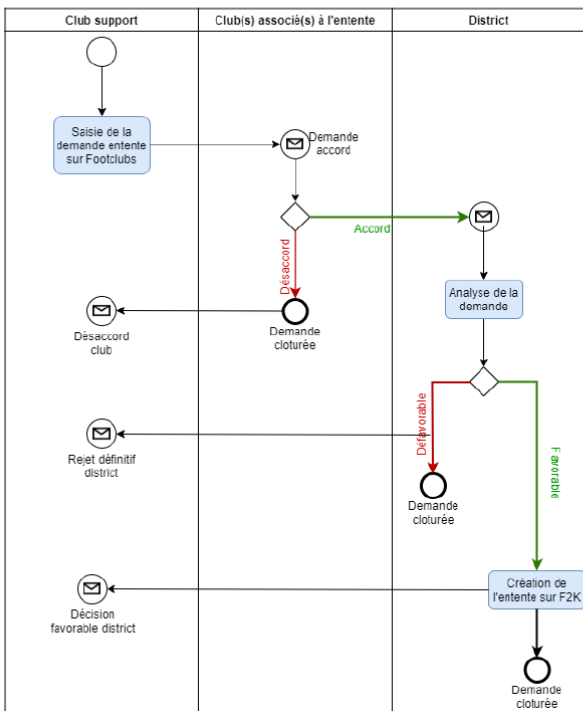 Club support
Club(s) associé(s) à l'entente
District
Saisie de la
demande entente
sur Footclubs
Demande
accord
Accord
Désaccord
Analyse de la
demande
Désaccord
club
Demande
cloturée
Défavorable
Favorable
Rejet définitif
district
Demande
cloturée
Création de
l'entente sur F2K
Décision
favorable district
Demande
cloturée